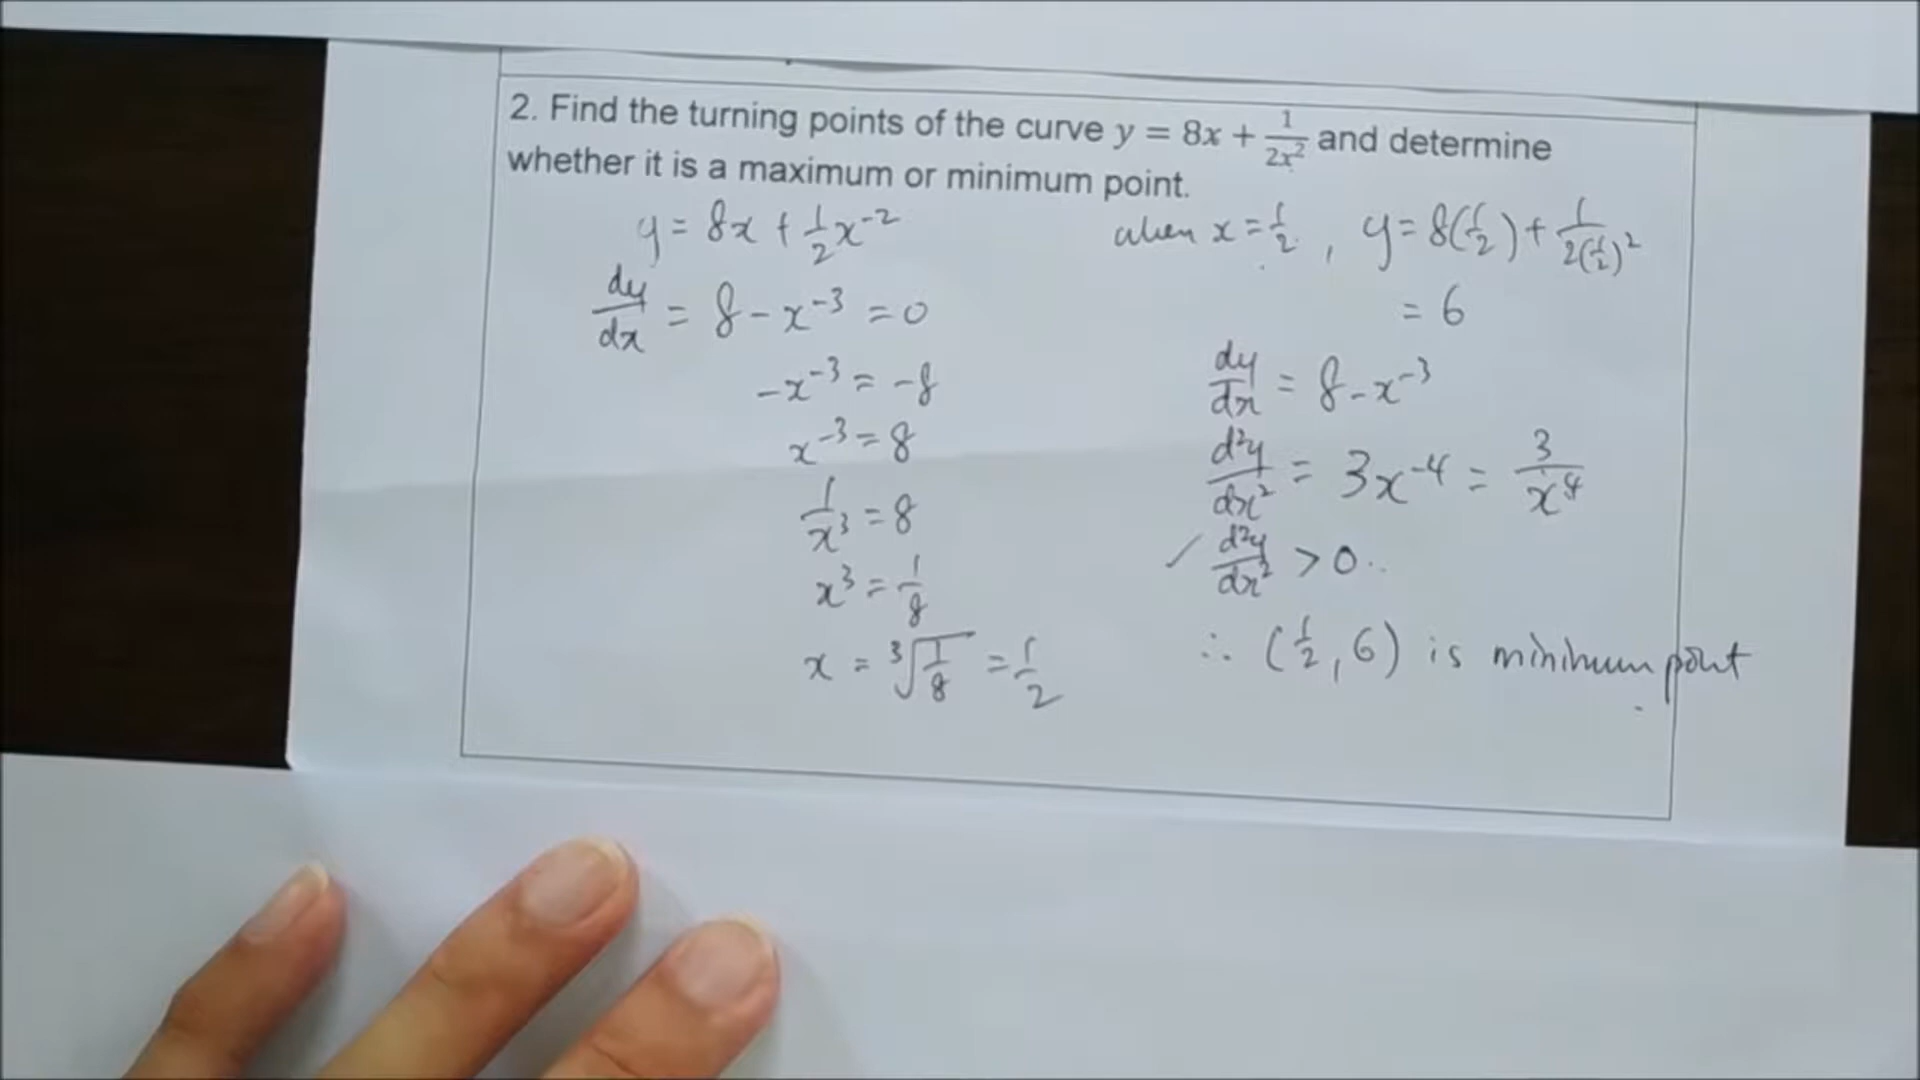 2. Find the turning points of the curve y = 8x + 1/(2x²) and determine
whether it is a maximum or minimum point.
y = 8x + 1/2 x⁻²
dy/dx = 8 - x⁻³ = 0
-x⁻³ = -8
x⁻³ = 8
1/x³ = 8
x³ = 1/8
x = ³√(1/8) = 1/2
when x = 1/2, y = 8(1/2) + 1/(2(1/2)²)
= 6
dy/dx = 8 - x⁻³
d²y/dx² = 3x⁻⁴ = 3/x⁴
d²y/dx² > 0
∴ (1/2, 6) is minimum point